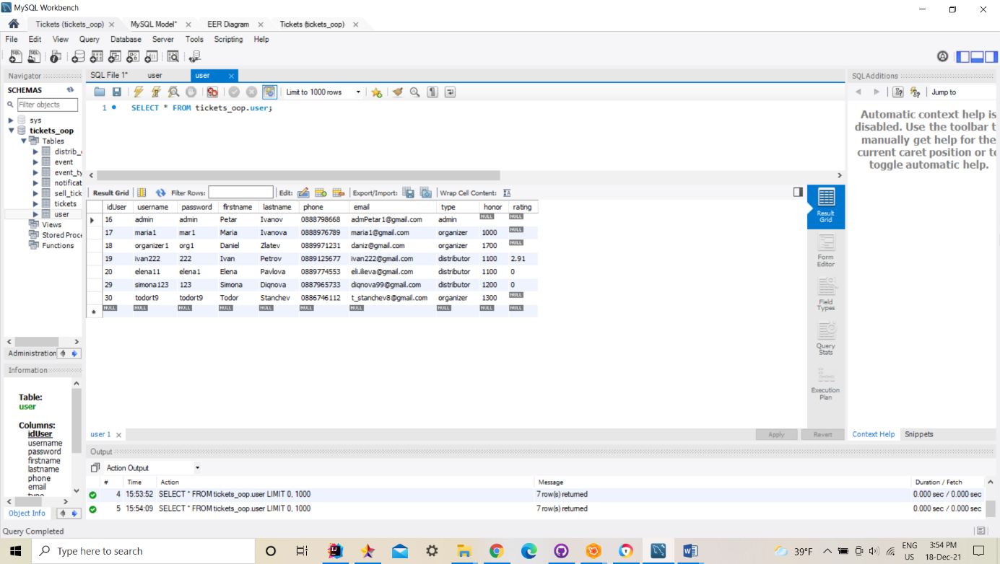 MySQL Workbench
Tickets (tickets_oop) MySQL Model* EER Diagram Tickets (tickets_oop)
File Edit View Query Database Server Tools Scripting Help
Navigator SQL File 1* user user SQLAdditions
SCHEMAS Limit to 1000 rows Jump to
Filter objects
1 SELECT * FROM tickets_oop.user;
sys
tickets_oop
Tables
distrib_
event
event_ty
notificat
sell_tick
tickets
user
Views
Stored Proce
Functions
Automatic context help is
disabled. Use the toolbar t
manually get help for the
current caret position or to
toggle automatic help.
Result Grid Filter Rows: Edit: Export/Import: Wrap Cell Content:
idUser username password firstname lastname phone email type honor rating
16 admin admin Petar Ivanov 0888798668 admPetar1@gmail.com admin NULL NULL
17 maria1 mar1 Maria Ivanova 0888976789 maria1@gmail.com organizer 1000 NULL
18 organizer1 org1 Daniel Zlatev 0889971231 daniz@gmail.com organizer 1700 NULL
19 ivan222 222 Ivan Petrov 0889125677 ivan222@gmail.com distributor 1100 2.91
20 elena11 elena1 Elena Pavlova 0889774553 eli.ilieva@gmail.com distributor 1100 0
29 simona123 123 Simona Diqnova 0887965733 diqnova99@gmail.com distributor 1200 0
30 todort9 todort9 Todor Stanchev 0886746112 t_stanchev8@gmail.com organizer 1300 NULL
NULL NULL NULL NULL NULL NULL NULL NULL NULL NULL
Result
Grid
Form
Editor
Field
Types
Query
Stats
Execution
Plan
Administration
Information
Table:
user
Columns:
idUser
username
password
firstname
lastname
phone
email
type
Object Info
user 1 Apply Revert Context Help Snippets
Output
Action Output
# Time Action Message Duration / Fetch
4 15:53:52 SELECT * FROM tickets_oop.user LIMIT 0, 1000 7 row(s) returned 0.000 sec / 0.000 sec
5 15:54:09 SELECT * FROM tickets_oop.user LIMIT 0, 1000 7 row(s) returned 0.000 sec / 0.000 sec
Query Completed
Type here to search 39°F ENG 3:54 PM
US 18-Dec-21